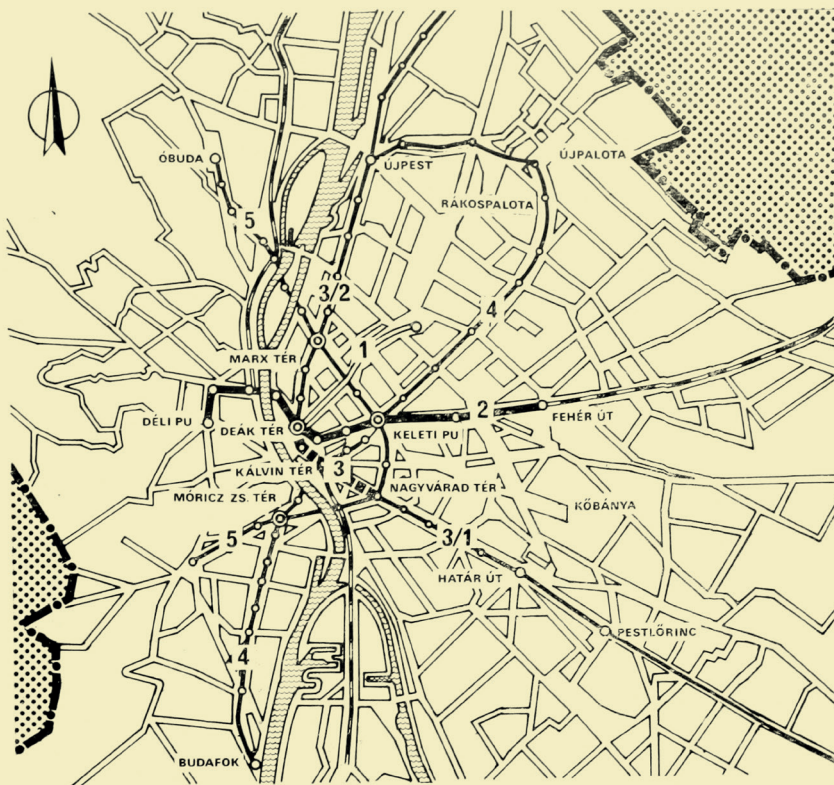 ÓBUDA
ÚJPEST
ÚJPALOTA
RÁKOSPALOTA
5
3/2
4
MARX TÉR
1
DÉLI PU
DEÁK TÉR
2
FEHÉR ÚT
KELETI PU
KÁLVIN TÉR
3
NAGYVÁRAD TÉR
MÓRICZ ZS. TÉR
KŐBÁNYA
5
3/1
HATÁR ÚT
PESTLŐRINC
4
BUDAFOK